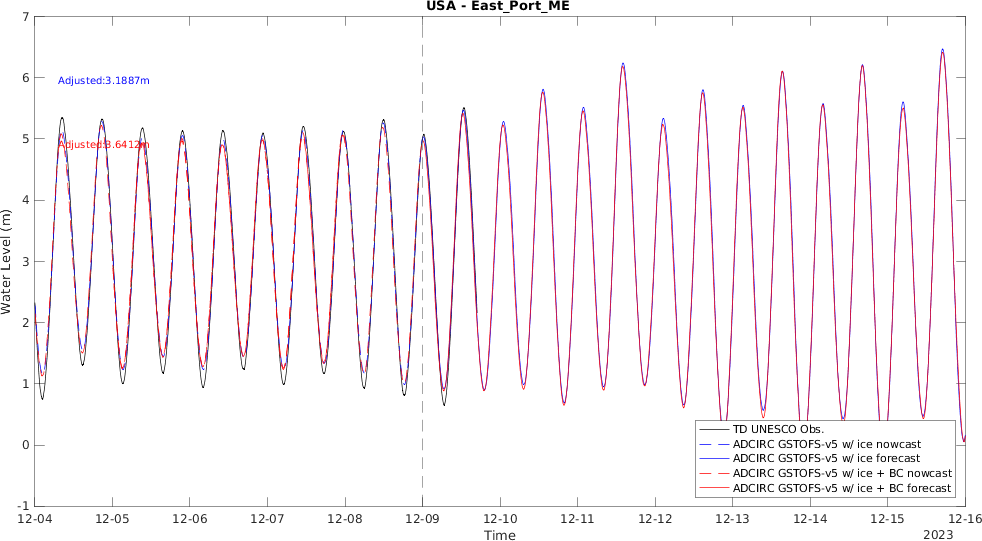 USA - East_Port_ME
7
6
5
4
3
2
1
0
-1
Water Level (m)
Adjusted:3.1887m
Adjusted:3.6412m
TD UNESCO Obs.
ADCIRC GSTOFS-v5 w/ ice nowcast
ADCIRC GSTOFS-v5 w/ ice forecast
ADCIRC GSTOFS-v5 w/ ice + BC nowcast
ADCIRC GSTOFS-v5 w/ ice + BC forecast
12-04 12-05 12-06 12-07 12-08 12-09 12-10 12-11 12-12 12-13 12-14 12-15 12-16
Time
2023